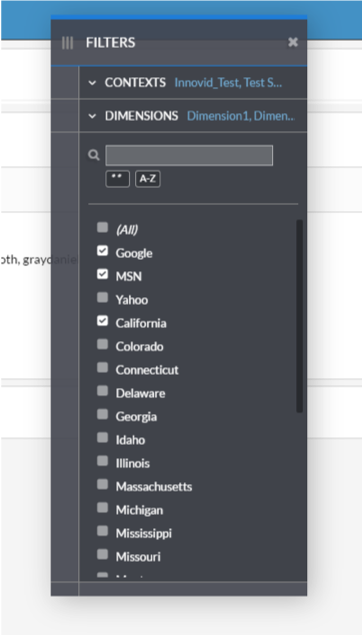 FILTERS
CONTEXTS Innovid_Test, Test S...
DIMENSIONS Dimension1, Dimen...
** A-Z
(All)
Google
MSN
Yahoo
California
oth, graydanie
Colorado
Connecticut
Delaware
Georgia
Idaho
Illinois
Massachusetts
Michigan
Mississippi
Missouri